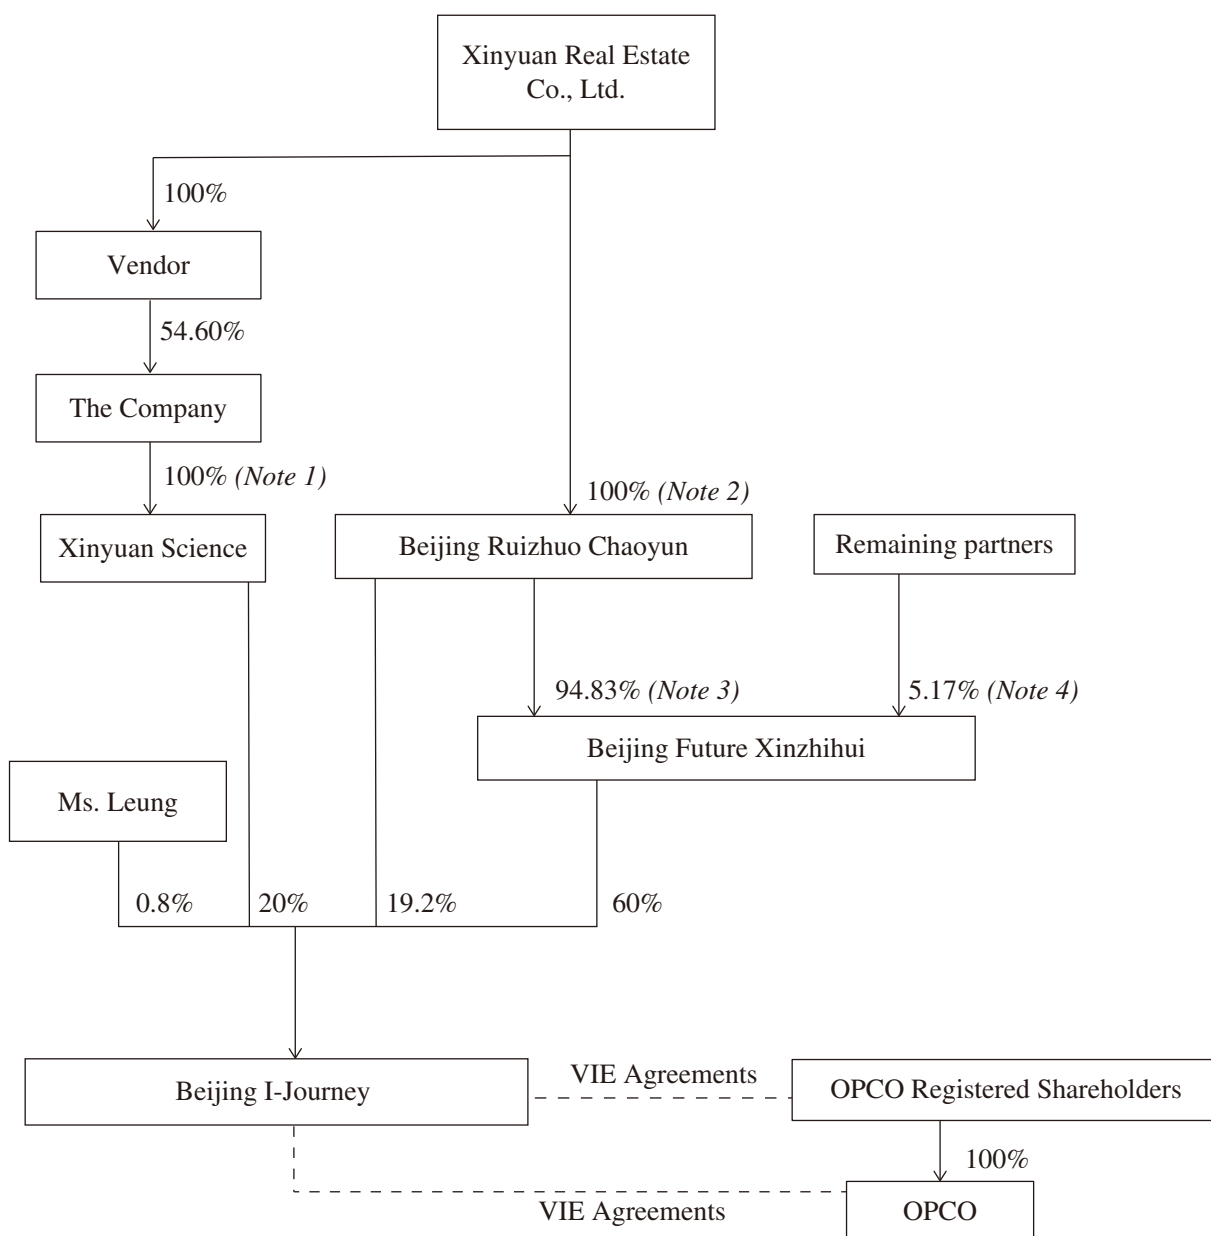 Xinyuan Real Estate
Co., Ltd.
100%
Vendor
54.60%
The Company
100% (Note 1)
100% (Note 2)
Xinyuan Science
Beijing Ruizhuo Chaoyun
Remaining partners
94.83% (Note 3)
5.17% (Note 4)
Beijing Future Xinzhihui
Ms. Leung
0.8%
20%
19.2%
60%
Beijing I-Journey
VIE Agreements
OPCO Registered Shareholders
100%
VIE Agreements
OPCO